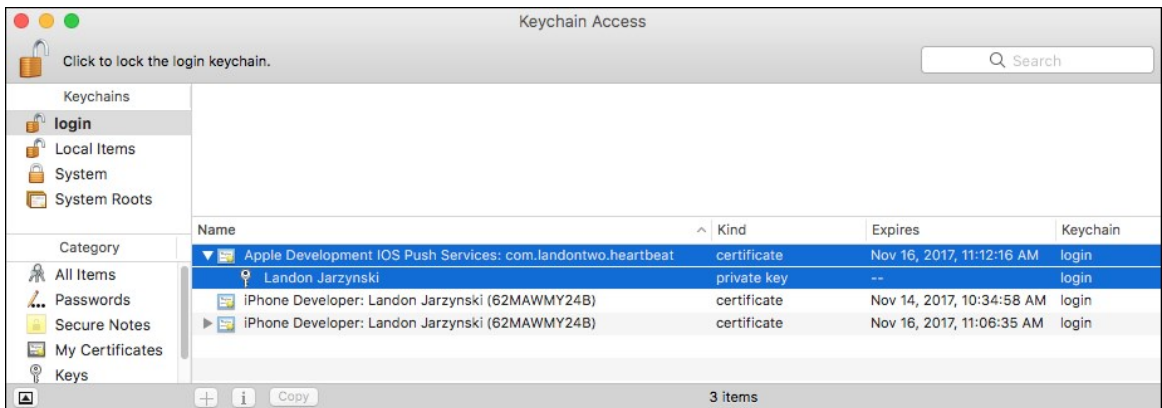 Keychain Access
Click to lock the login keychain.
Search
Keychains
login
Local Items
System
System Roots
Category
All Items
Passwords
Secure Notes
My Certificates
Keys
Name Kind Expires Keychain
Apple Development IOS Push Services: com.landontwo.heartbeat certificate Nov 16, 2017, 11:12:16 AM login
Landon Jarzynski private key -- login
iPhone Developer: Landon Jarzynski (62MAWMY24B) certificate Nov 14, 2017, 10:34:58 AM login
iPhone Developer: Landon Jarzynski (62MAWMY24B) certificate Nov 16, 2017, 11:06:35 AM login
+ i Copy 3 items